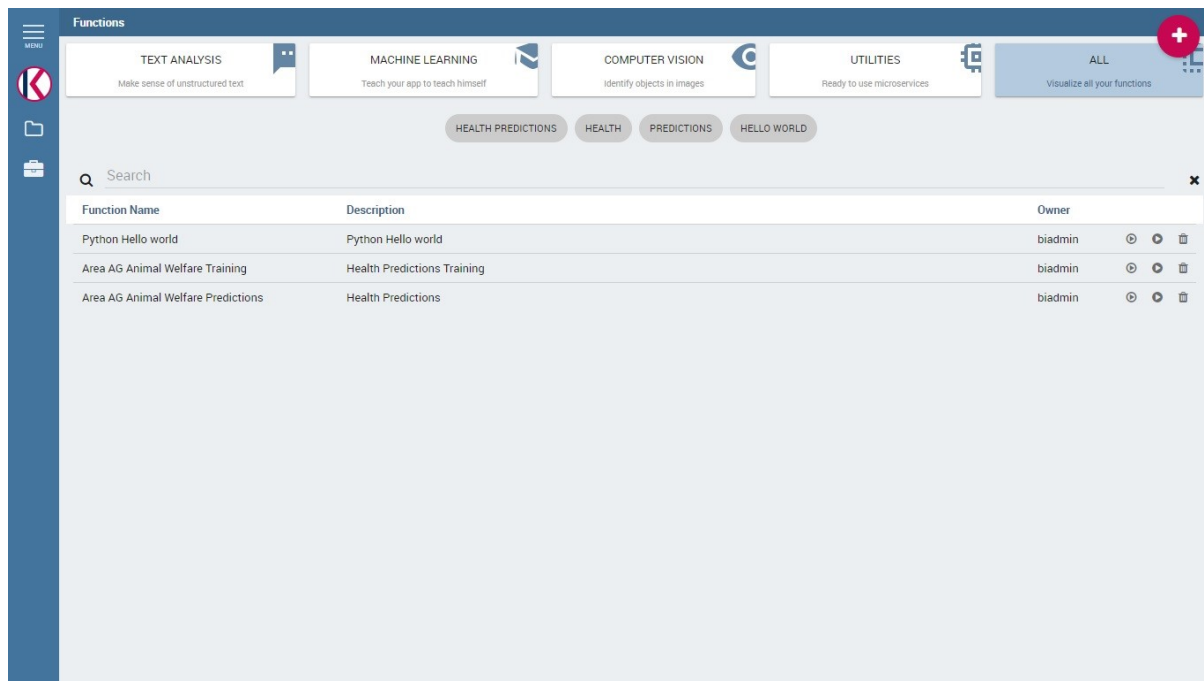 Functions
MENU
TEXT ANALYSIS
Make sense of unstructured text
MACHINE LEARNING
Teach your app to teach himself
COMPUTER VISION
Identify objects in images
UTILITIES
Ready to use microservices
ALL
Visualize all your functions
HEALTH PREDICTIONS HEALTH PREDICTIONS HELLO WORLD
Search
Function Name Description Owner
Python Hello world Python Hello world biadmin
Area AG Animal Welfare Training Health Predictions Training biadmin
Area AG Animal Welfare Predictions Health Predictions biadmin